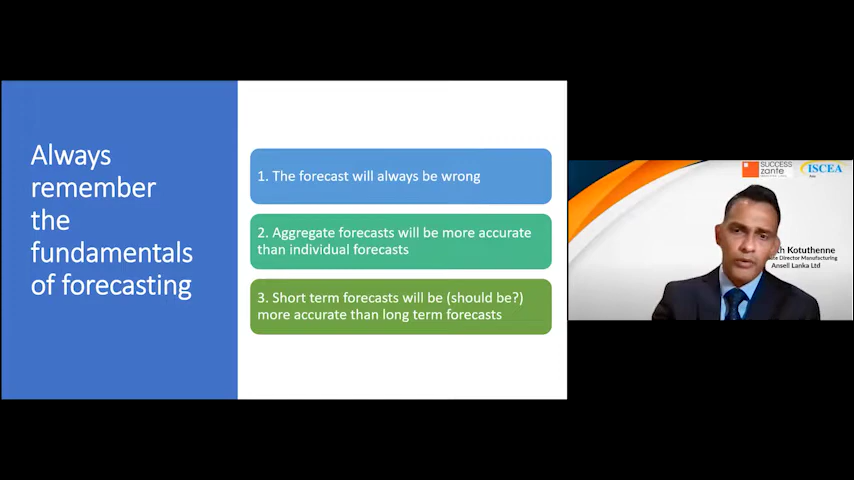 Always
remember
the
fundamentals
of forecasting
1. The forecast will always be wrong
2. Aggregate forecasts will be more accurate
than individual forecasts
3. Short term forecasts will be (should be?)
more accurate than long term forecasts
SUCCESS
zante
ISCEA
Kotuthenne
Director Manufacturing
Ansell Lanka Ltd